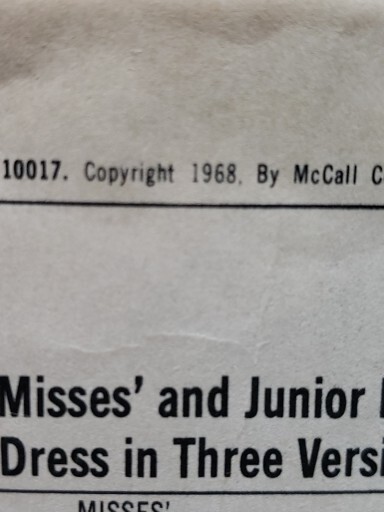 10017. Copyright 1968. By McCall
Misses' and Junior
Dress in Three
MISSES'